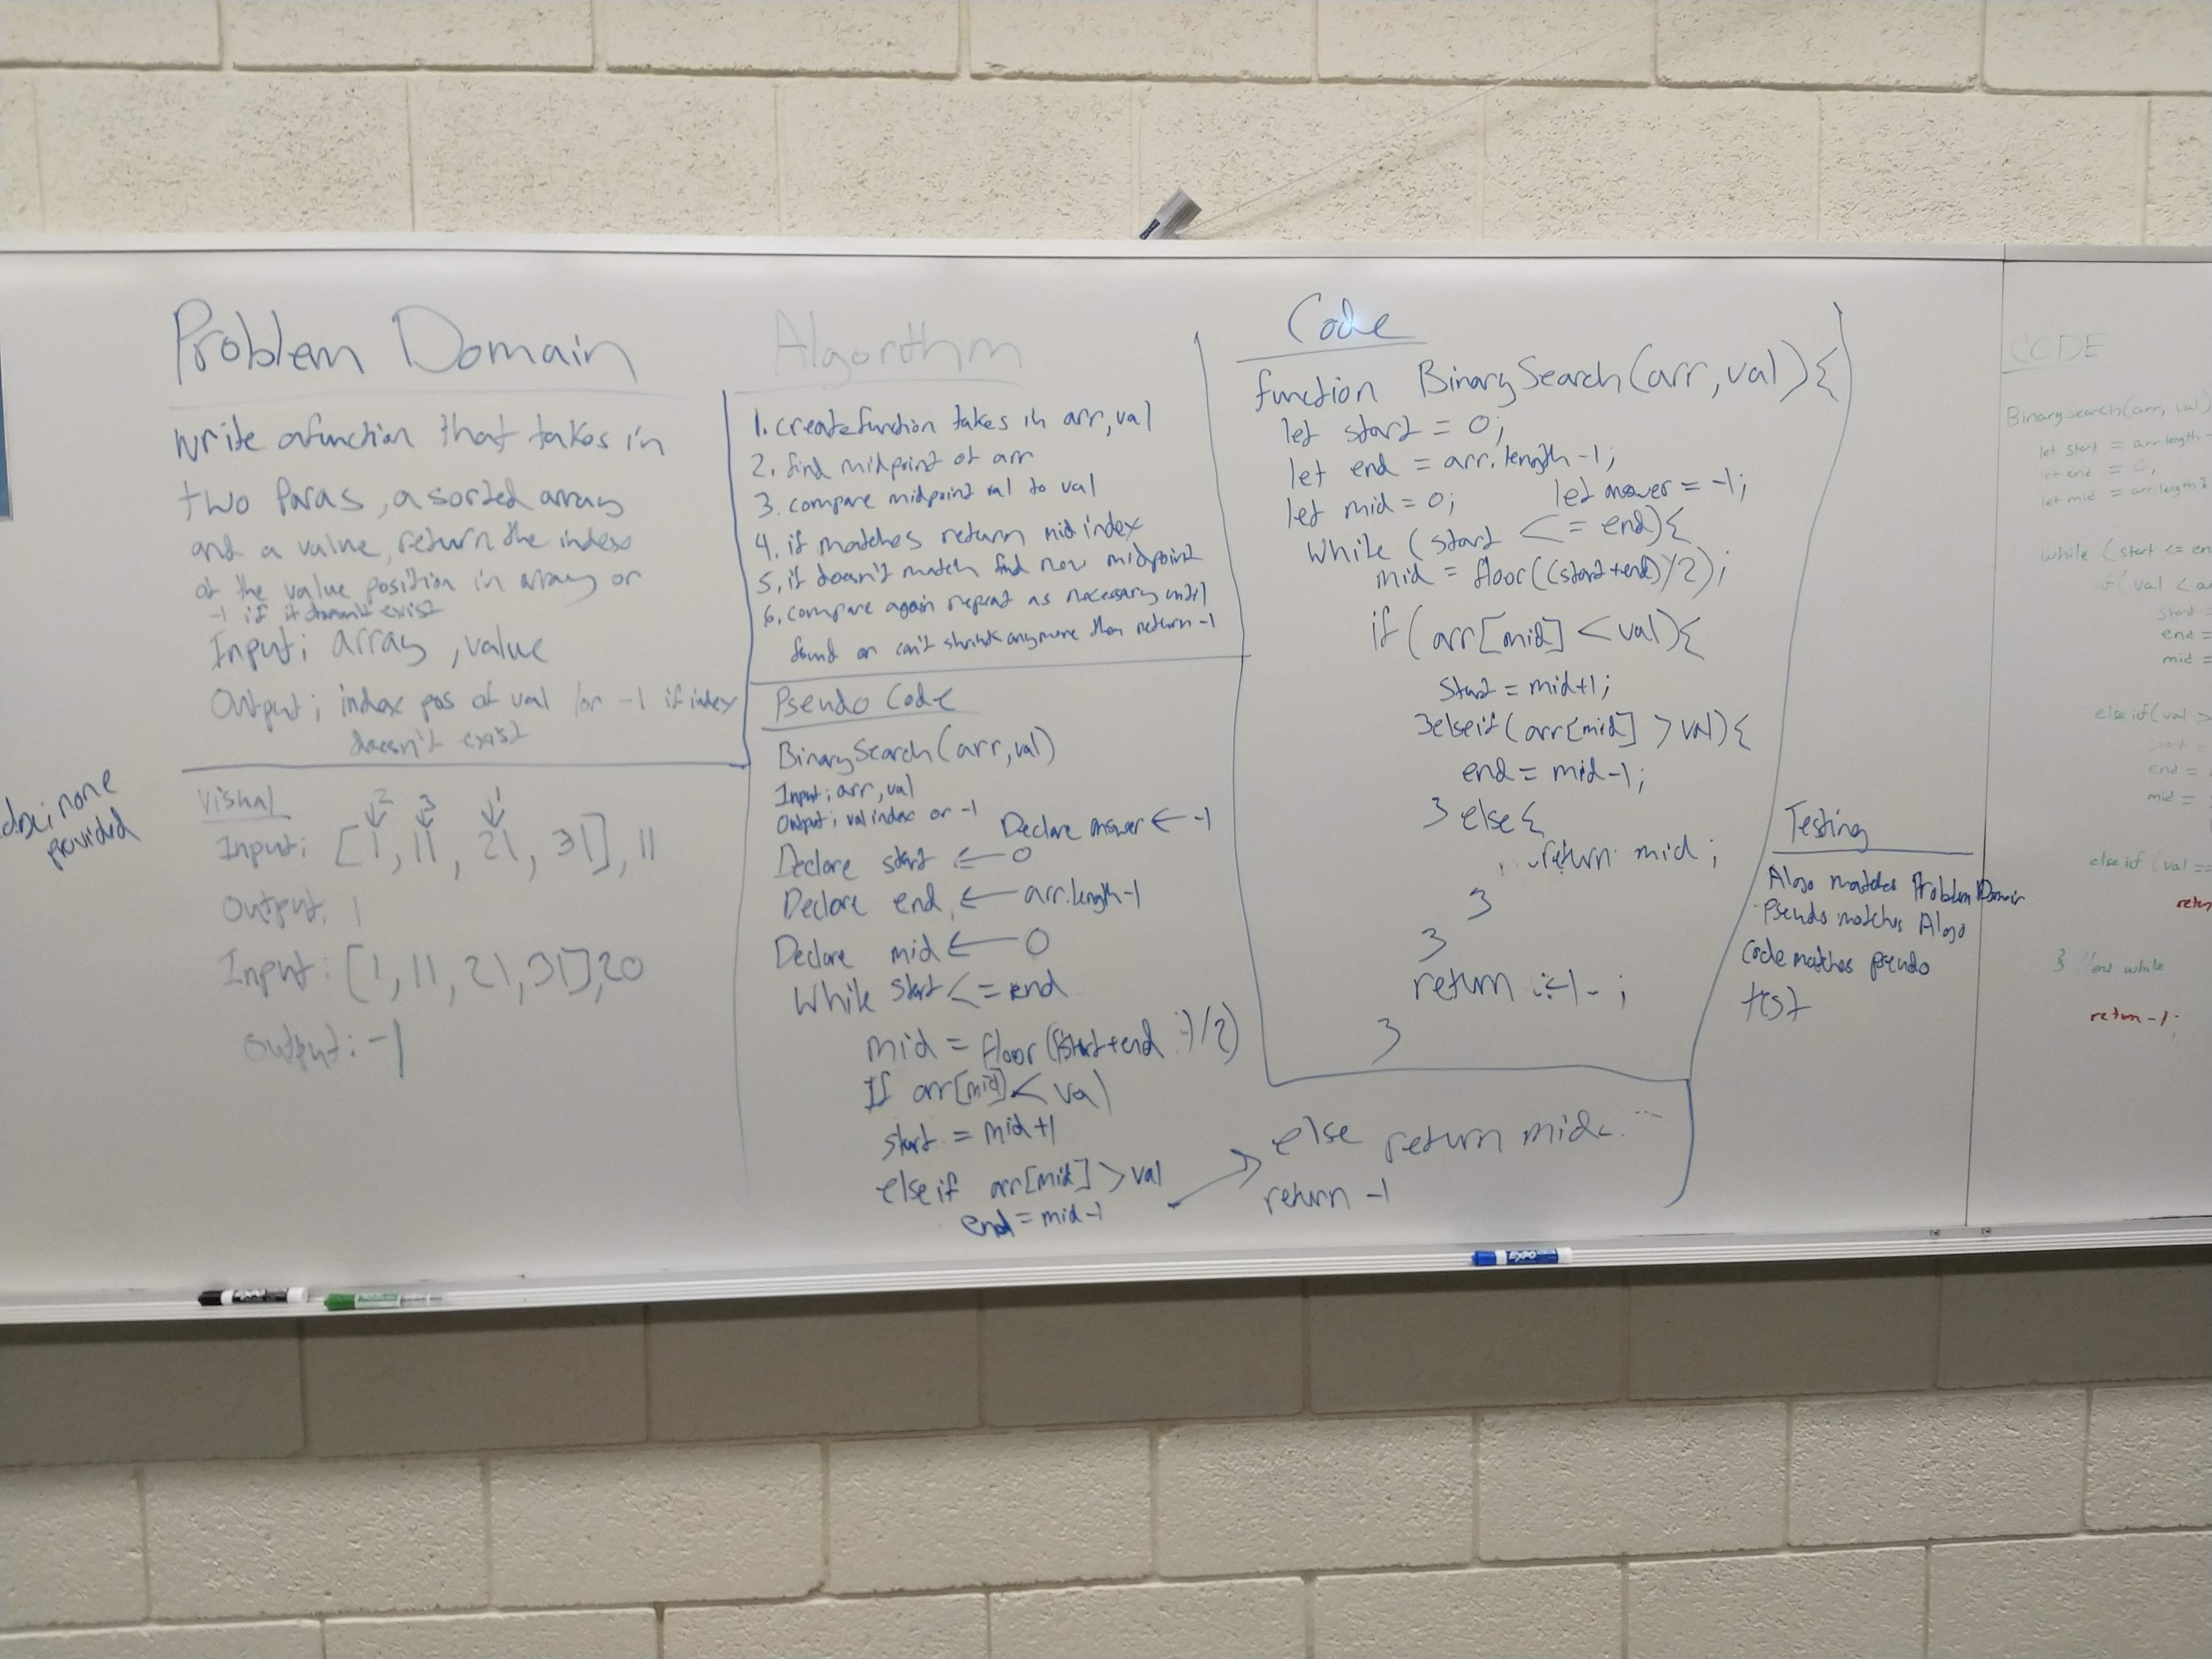 Problem Domain
write a function that takes in
two Paras, a sorted array
and a value, return the index
of the value position in array or
-1 if it doesn't exist
Input; array, value
Output; index pos of val /or -1 if index
doesn't exist
none
provided
Visual
2 3 1
Input; [1, 11, 21, 31], 11
Output: 1
Input: [1, 11, 21, 31], 20
output: -1
Algorthm
1. create function takes in arr, val
2. find midpoint of arr
3. compare midpoint val to val
4. if matches return mid index
5. if doesn't match find new midpoint
6. compare again repeat as necessary until
found or can't shrink anymore then return -1
Pseudo Code
BinarySearch(arr, val)
Input; arr, val
Output; val index or -1
Declare answer ← -1
Declare start ← 0
Declare end ← arr.length-1
Declare mid ← 0
While start <= end
mid = floor((start+end)/2)
If arr[mid] < val
start = mid+1
elseif arr[mid] > val
end = mid-1
else return mid
return -1
Code
function BinarySearch(arr, val){
let start = 0;
let end = arr.length-1;
let mid = 0; let answer = -1;
While (start <= end){
mid = floor((start+end)/2);
if (arr[mid] < val){
start = mid+1;
}elseif(arr[mid] > val){
end = mid-1;
} else {
return mid;
}
}
return -1;
}
Testing
Algo matches Problem Domain
Pseudo matches Algo
Code matches pseudo
test
CODE
BinarySearch(arr, val)
let start = arr.length-
let end = 0;
let mid = arr.length
while (start <= en
if (val < a
start =
end =
mid =
elseif(val >
start =
end =
mid =
elseif (val ==
retur
} // end while
return -1;
EXPO